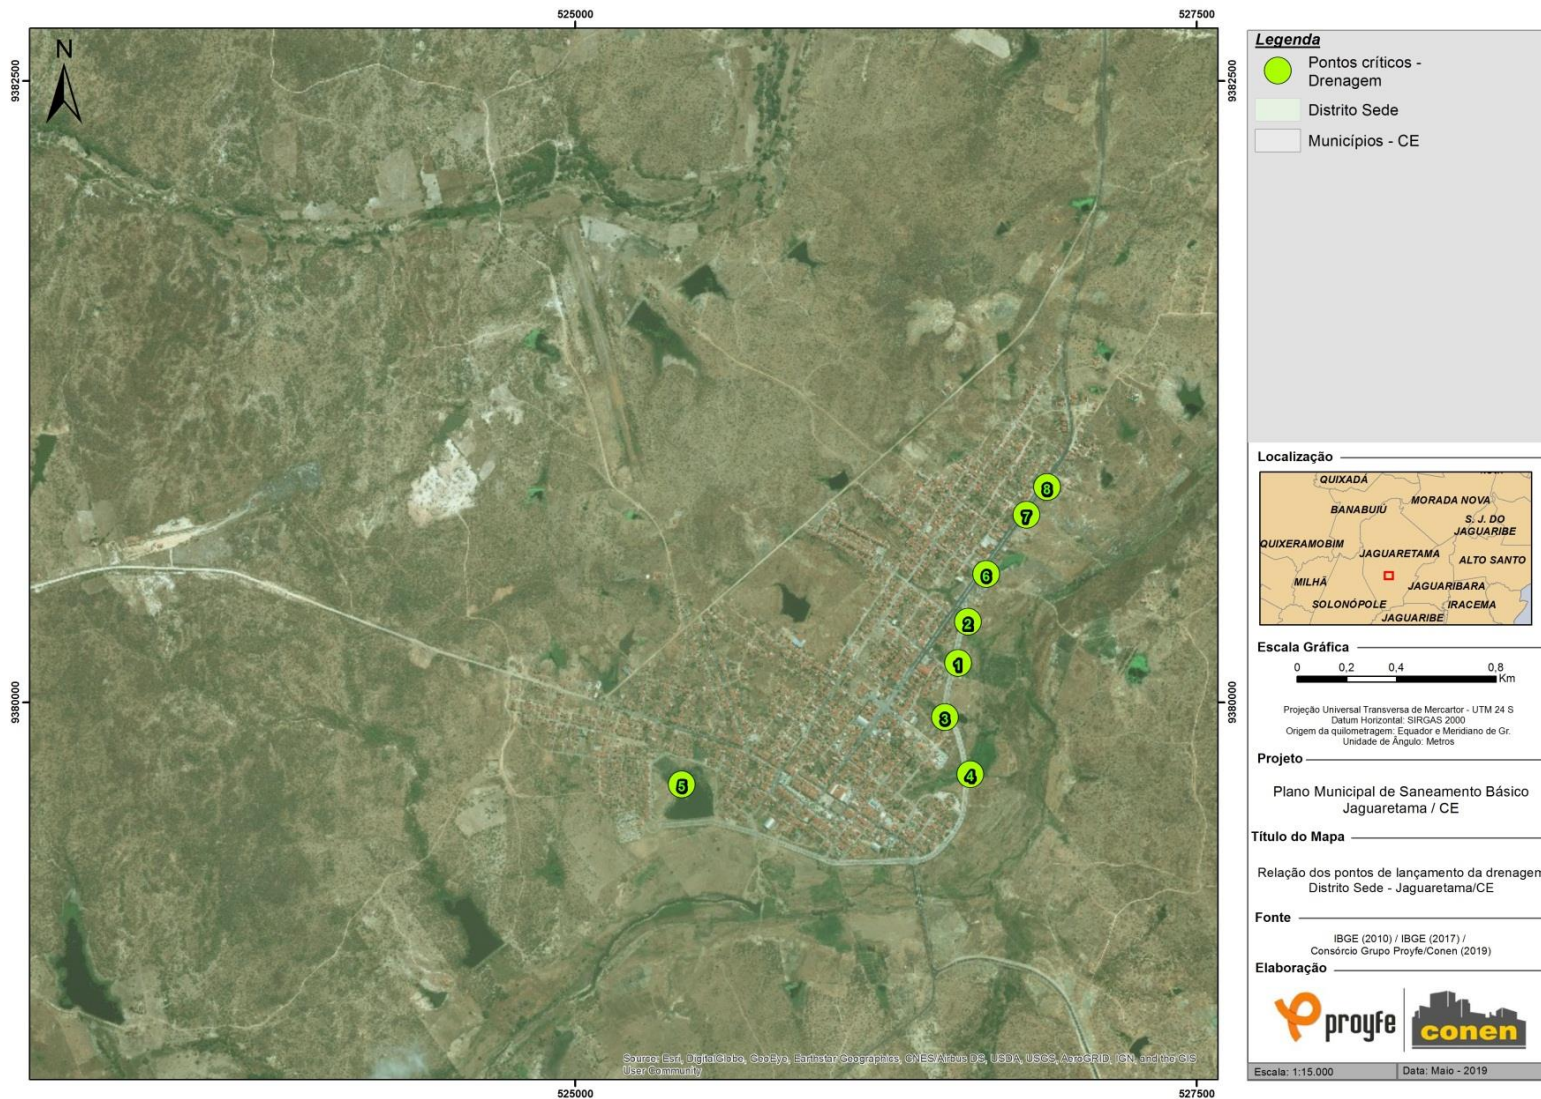 525000
527500
9382500
9382500
9380000
9380000
525000
527500
N
8
7
6
2
1
3
4
5
Source: Esri, DigitalGlobe, GeoEye, Earthstar Geographics, CNES/Airbus DS, USDA, USGS, AeroGRID, IGN, and the GIS
User Community
Legenda
Pontos críticos -
Drenagem
Distrito Sede
Municípios - CE
Localização
QUIXADÁ
MORADA NOVA
BANABUIÚ
S. J. DO
JAGUARIBE
QUIXERAMOBIM
JAGUARETAMA
ALTO SANTO
MILHÃ
JAGUARIBARA
SOLONÓPOLE
IRACEMA
JAGUARIBE
Escala Gráfica
0 0,2 0,4 0,8
Km
Projeção Universal Transversa de Mercartor - UTM 24 S
Datum Horizontal: SIRGAS 2000
Origem da quilometragem: Equador e Meridiano de Gr.
Unidade de Ângulo: Metros
Projeto
Plano Municipal de Saneamento Básico
Jaguaretama / CE
Título do Mapa
Relação dos pontos de lançamento da drenagem
Distrito Sede - Jaguaretama/CE
Fonte
IBGE (2010) / IBGE (2017) /
Consórcio Grupo Proyfe/Conen (2019)
Elaboração
proyfe
conen
Escala: 1:15.000
Data: Maio - 2019